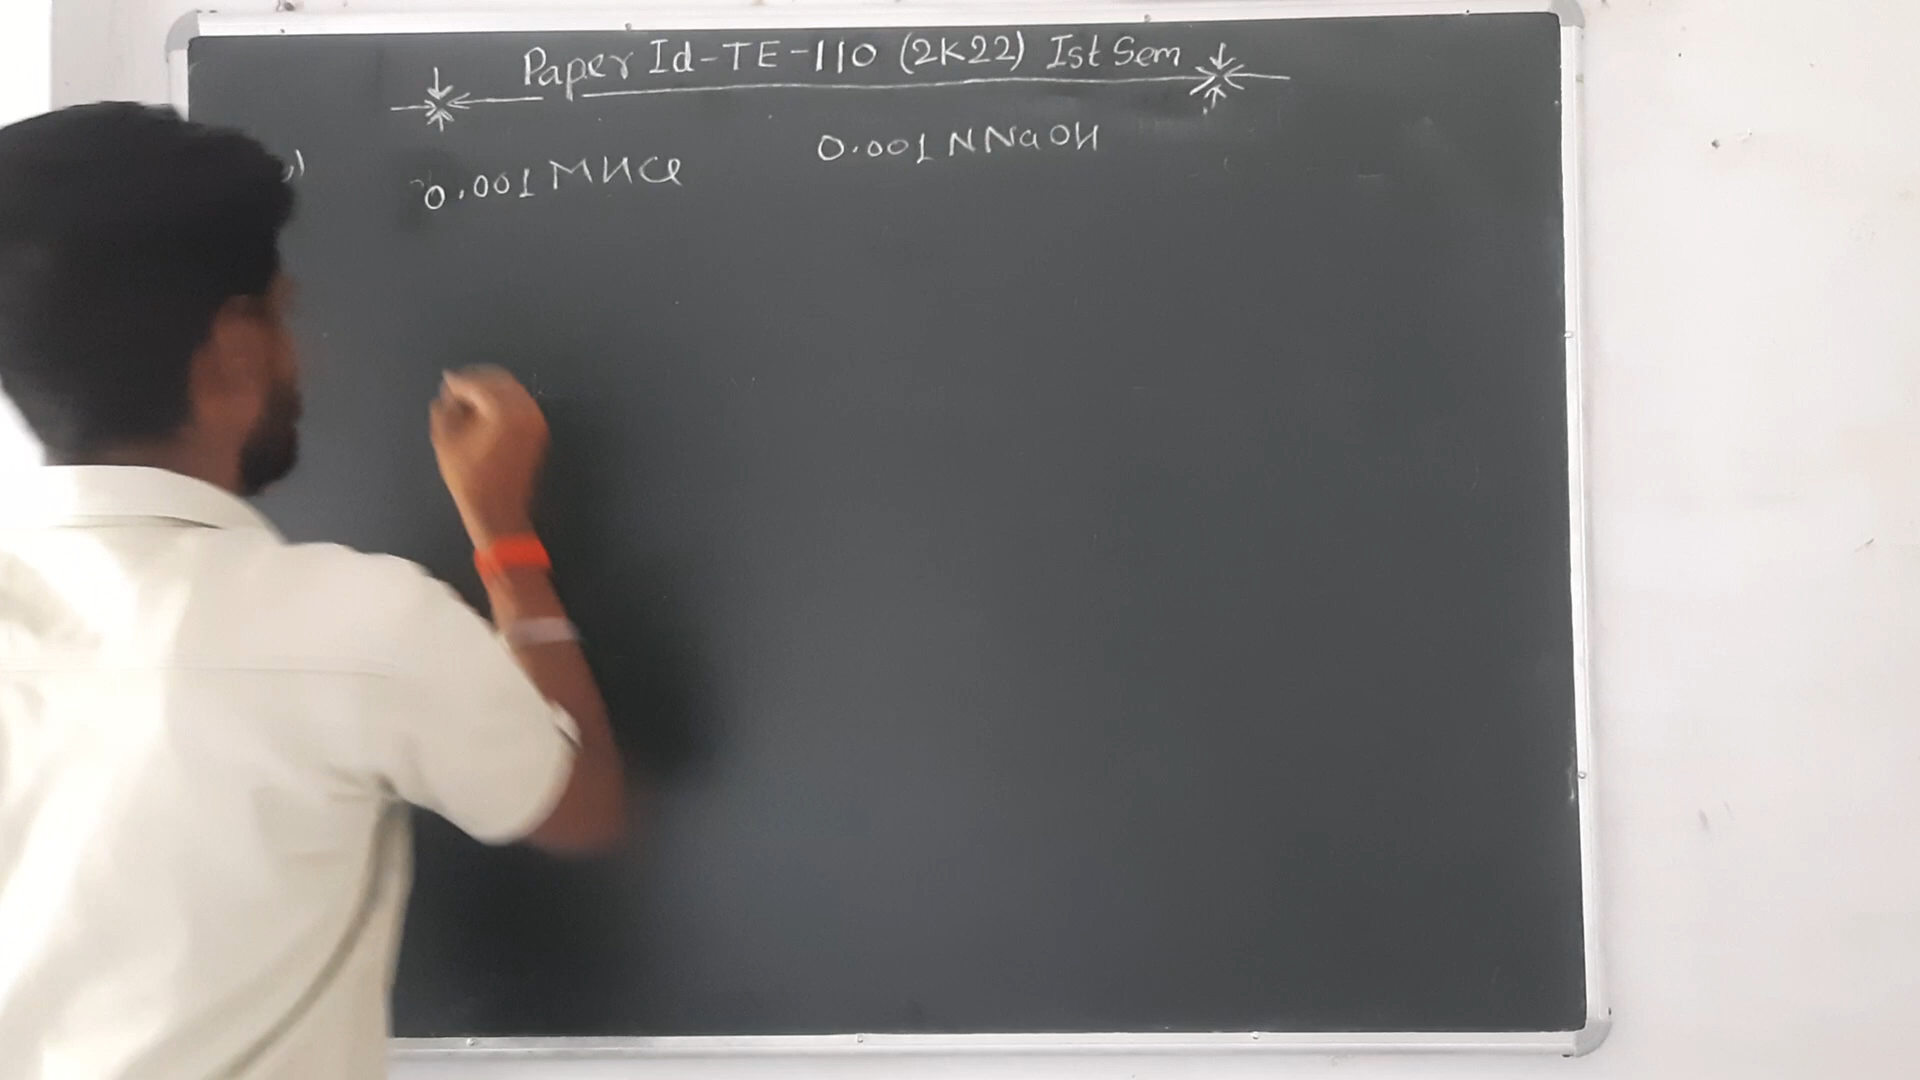 Paper Id-TE-110 (2K22) Ist Sem
0.001 M HCl 0.001 N NaOH